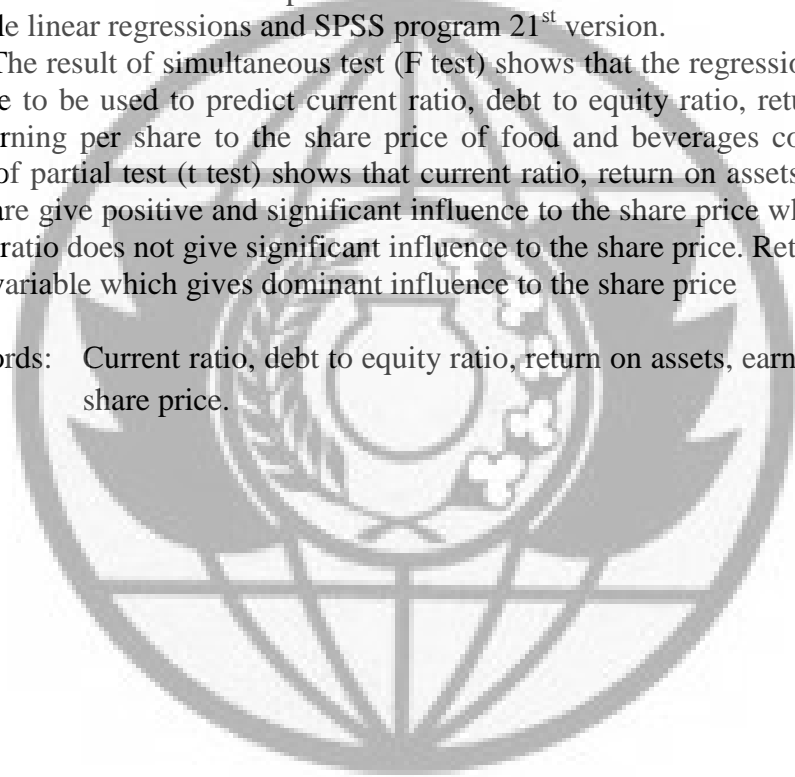 le linear regressions and SPSS program 21st version.
The result of simultaneous test (F test) shows that the regressio
e to be used to predict current ratio, debt to equity ratio, retu
rning per share to the share price of food and beverages co
of partial test (t test) shows that current ratio, return on assets
are give positive and significant influence to the share price wh
ratio does not give significant influence to the share price. Ret
variable which gives dominant influence to the share price
ords: Current ratio, debt to equity ratio, return on assets, earn
share price.